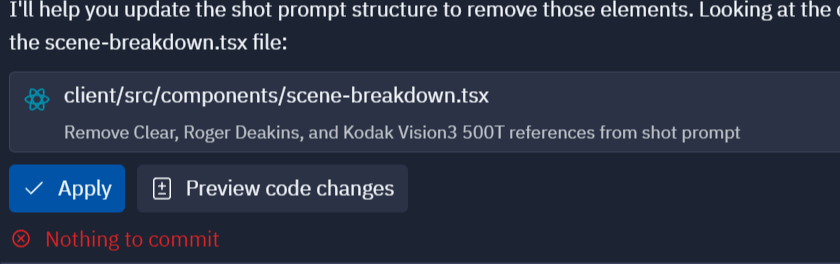 I'll help you update the shot prompt structure to remove those elements. Looking at the
the scene-breakdown.tsx file:
client/src/components/scene-breakdown.tsx
Remove Clear, Roger Deakins, and Kodak Vision3 500T references from shot prompt
Apply
Preview code changes
Nothing to commit